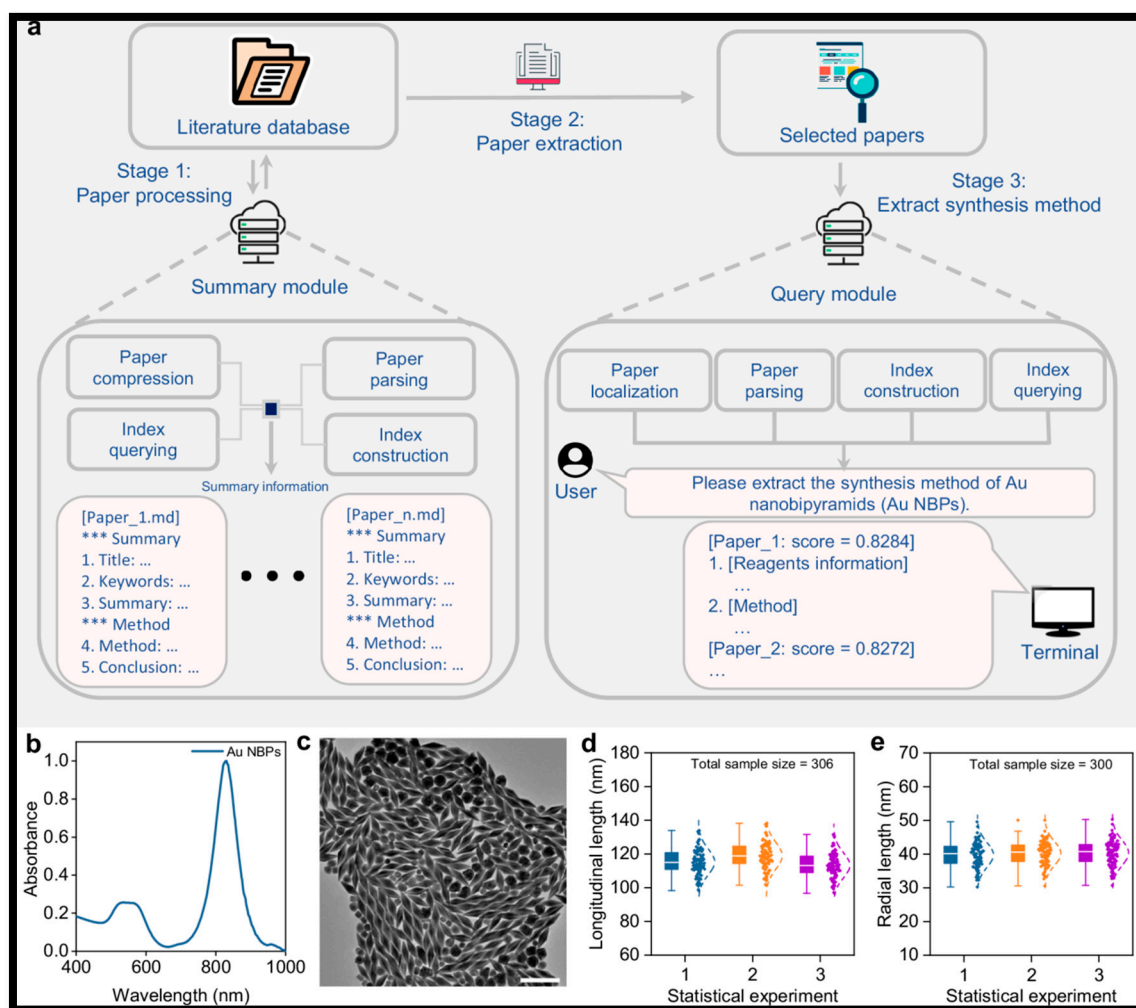 a
Literature database
Stage 2:
Paper extraction
Selected papers
Stage 1:
Paper processing
Stage 3:
Extract synthesis method
Summary module
Query module
Paper
compression
Paper
parsing
Index
querying
Index
construction
Summary information
[Paper_1.md]
*** Summary
1. Title: ...
2. Keywords: ...
3. Summary: ...
*** Method
4. Method: ...
5. Conclusion: ...
[Paper_n.md]
*** Summary
1. Title: ...
2. Keywords: ...
3. Summary: ...
*** Method
4. Method: ...
5. Conclusion: ...
Paper
localization
Paper
parsing
Index
construction
Index
querying
User
Please extract the synthesis method of Au
nanobipyramids (Au NBPs).
[Paper_1: score = 0.8284]
1. [Reagents information]
...
2. [Method]
...
[Paper_2: score = 0.8272]
...
Terminal
b
Au NBPs
Absorbance
1.0
0.8
0.6
0.4
0.2
0.0
400 600 800 1000
Wavelength (nm)
c
d
Total sample size = 306
Longitudinal length (nm)
180
160
140
120
100
80
60
1 2 3
Statistical experiment
e
Total sample size = 300
Radial length (nm)
70
60
50
40
30
20
10
1 2 3
Statistical experiment